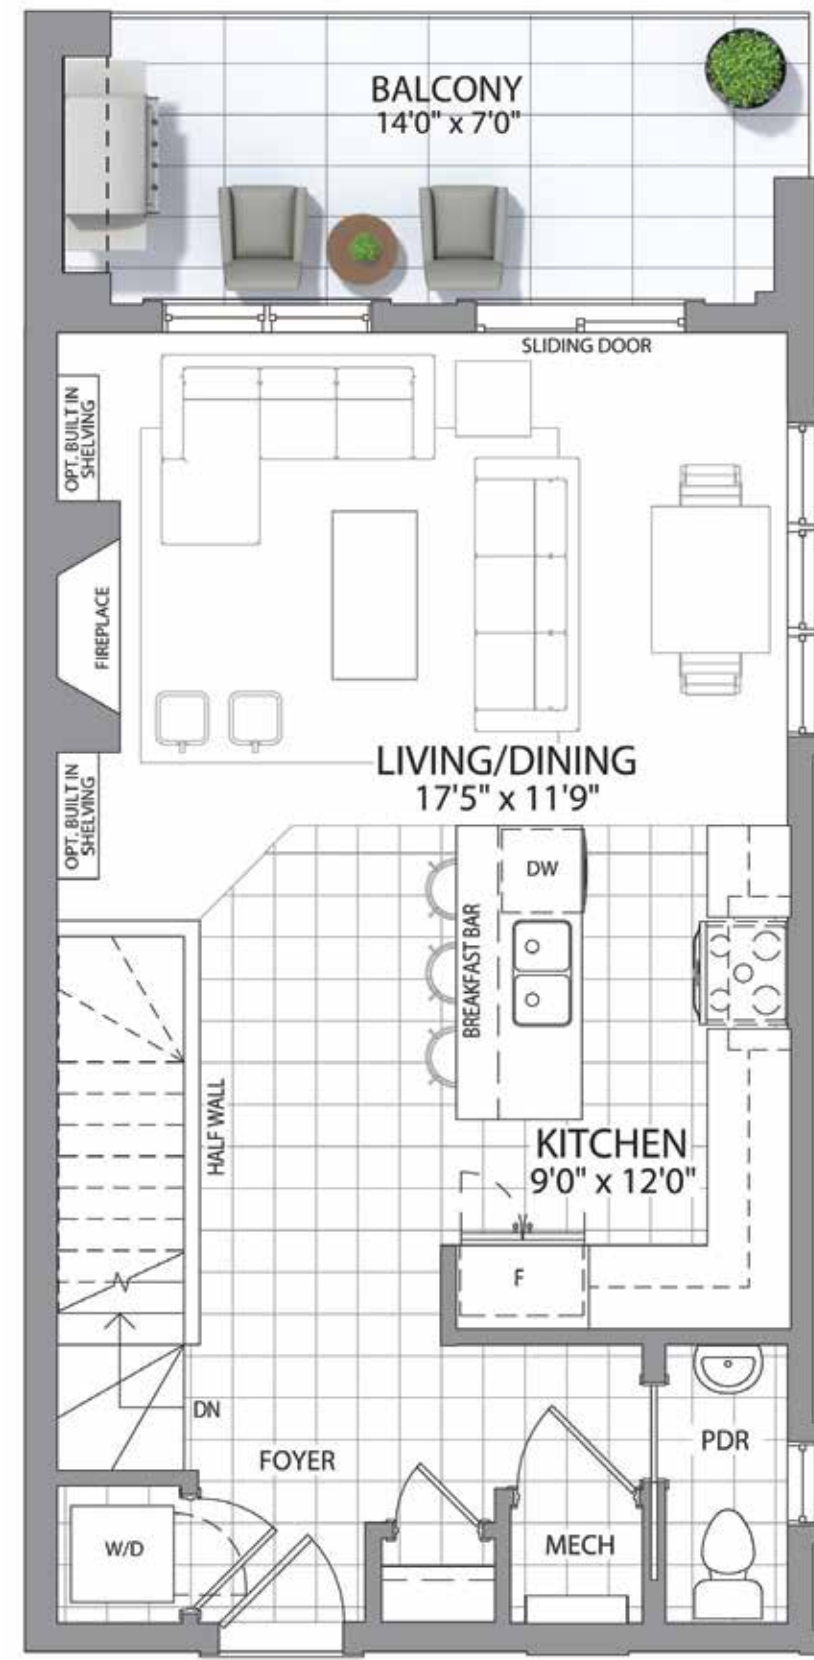 BALCONY
14'0" x 7'0"
SLIDING DOOR
OPT. BUILT IN
SHELVING
FIREPLACE
LIVING/DINING
17'5" x 11'9"
OPT. BUILT IN
SHELVING
DW
BREAKFAST BAR
HALF WALL
KITCHEN
9'0" x 12'0"
F
DN
PDR
FOYER
W/D
MECH